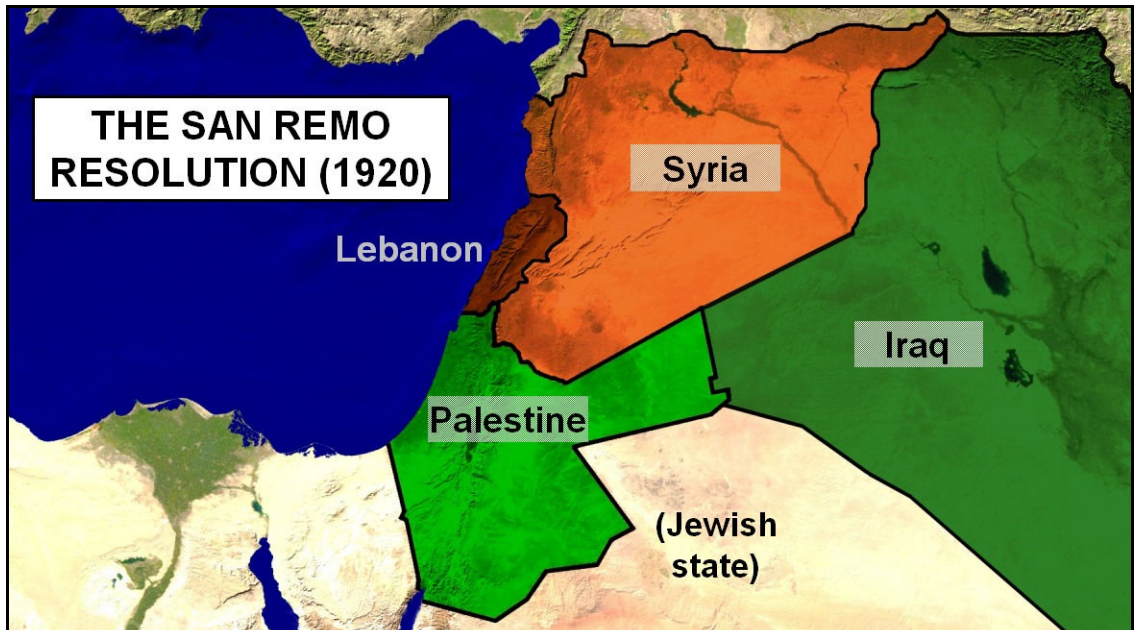 THE SAN REMO
RESOLUTION (1920)
Syria
Lebanon
Iraq
Palestine
(Jewish
state)